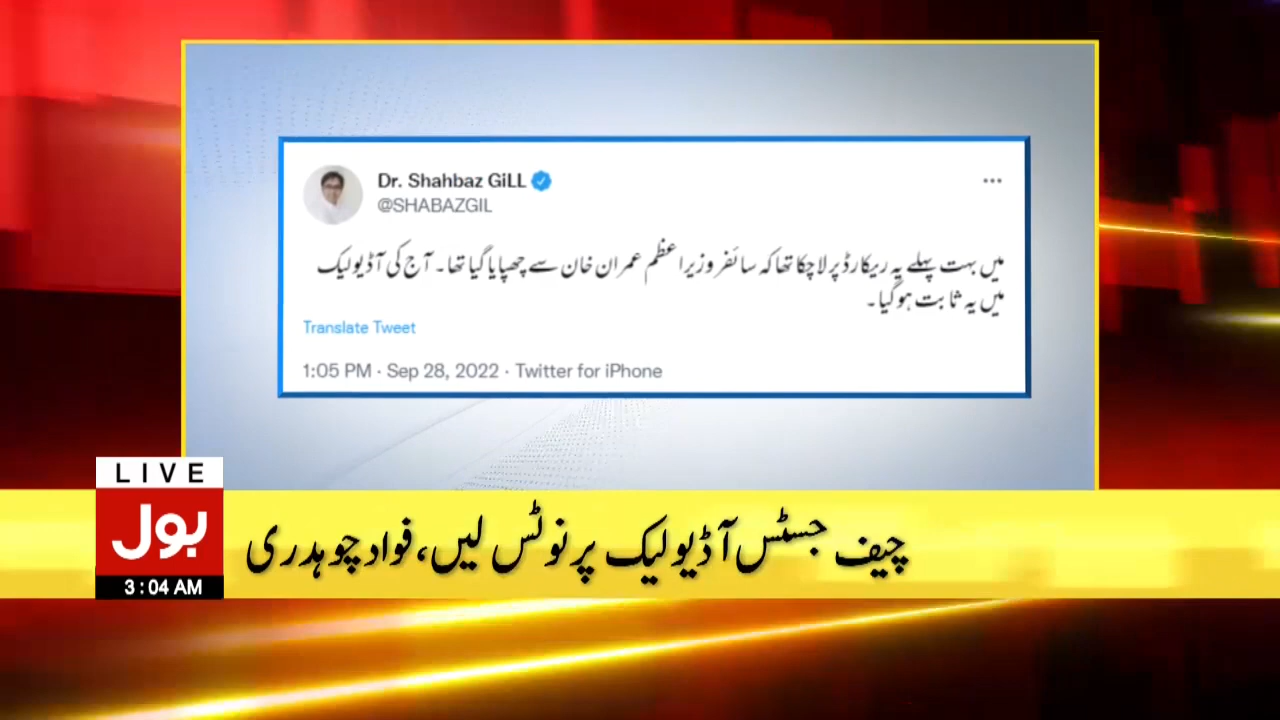 Dr. Shahbaz GiLL
@SHABAZGIL
میں بہت پہلے یہ ریکارڈ پر لا چکا تھا کہ سائفر وزیراعظم عمران خان سے چھپایا گیا تھا۔ آج کی آڈیو لیک
میں یہ ثابت ہو گیا۔
Translate Tweet
1:05 PM · Sep 28, 2022 · Twitter for iPhone
LIVE
بول
3:04 AM
چیف جسٹس آڈیو لیک پر نوٹس لیں، فواد چوہدری